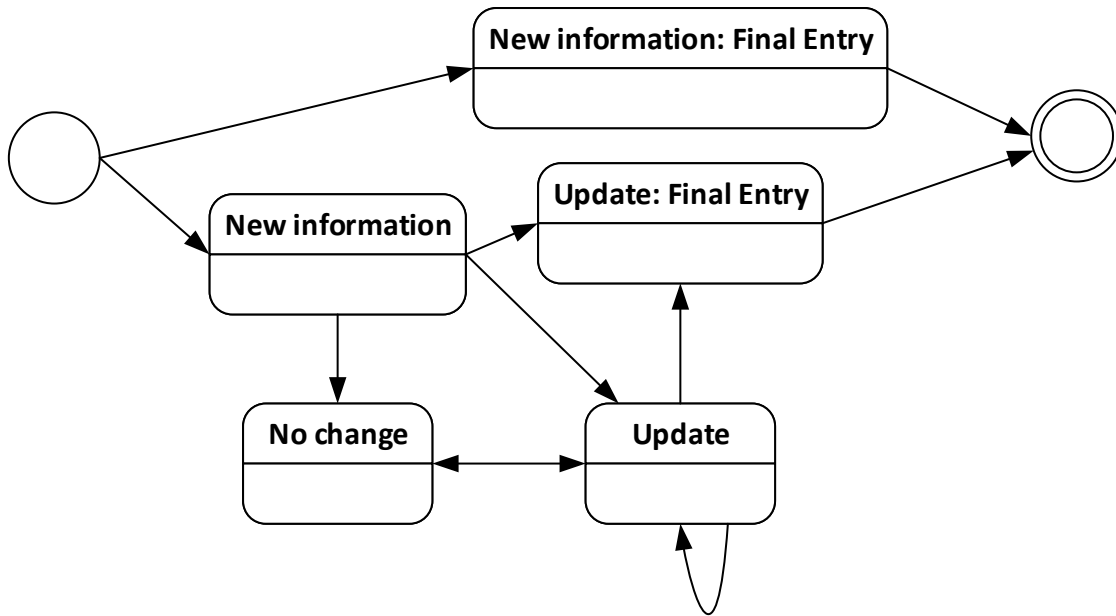 New information: Final Entry
Update: Final Entry
New information
No change
Update